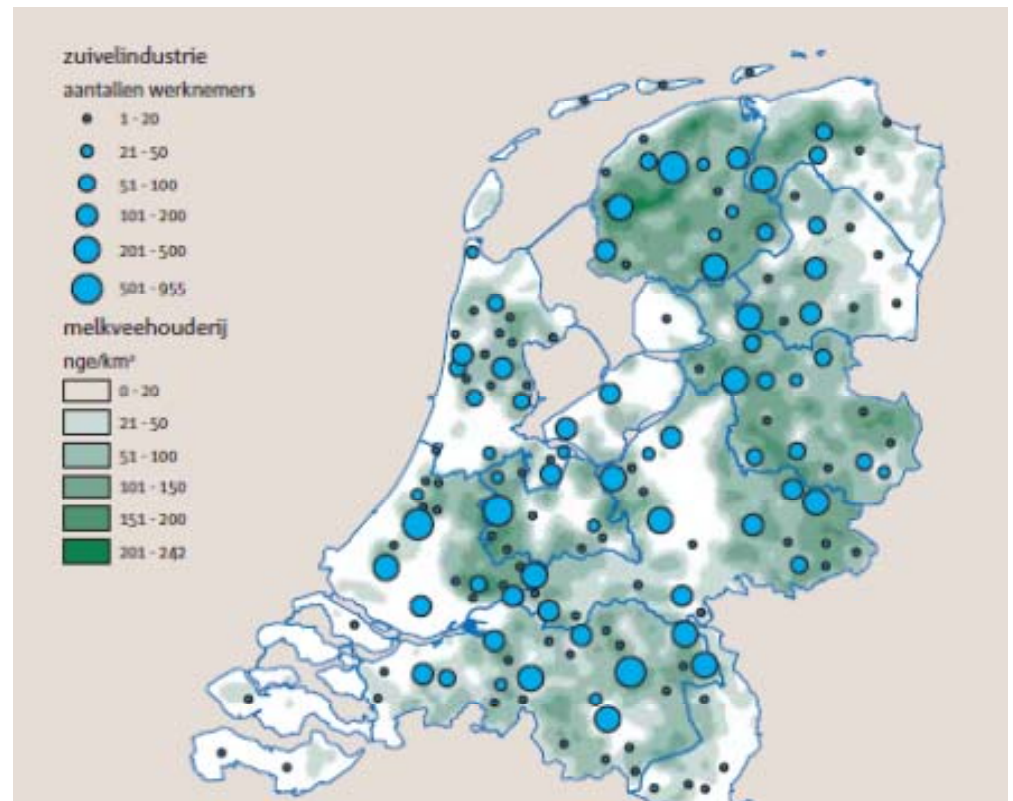 zuivelindustrie
aantallen werknemers
1 - 20
21 - 50
51 - 100
101 - 200
201 - 500
501 - 955
melkveehouderij
nge/km²
0 - 20
21 - 50
51 - 100
101 - 150
151 - 200
201 - 242